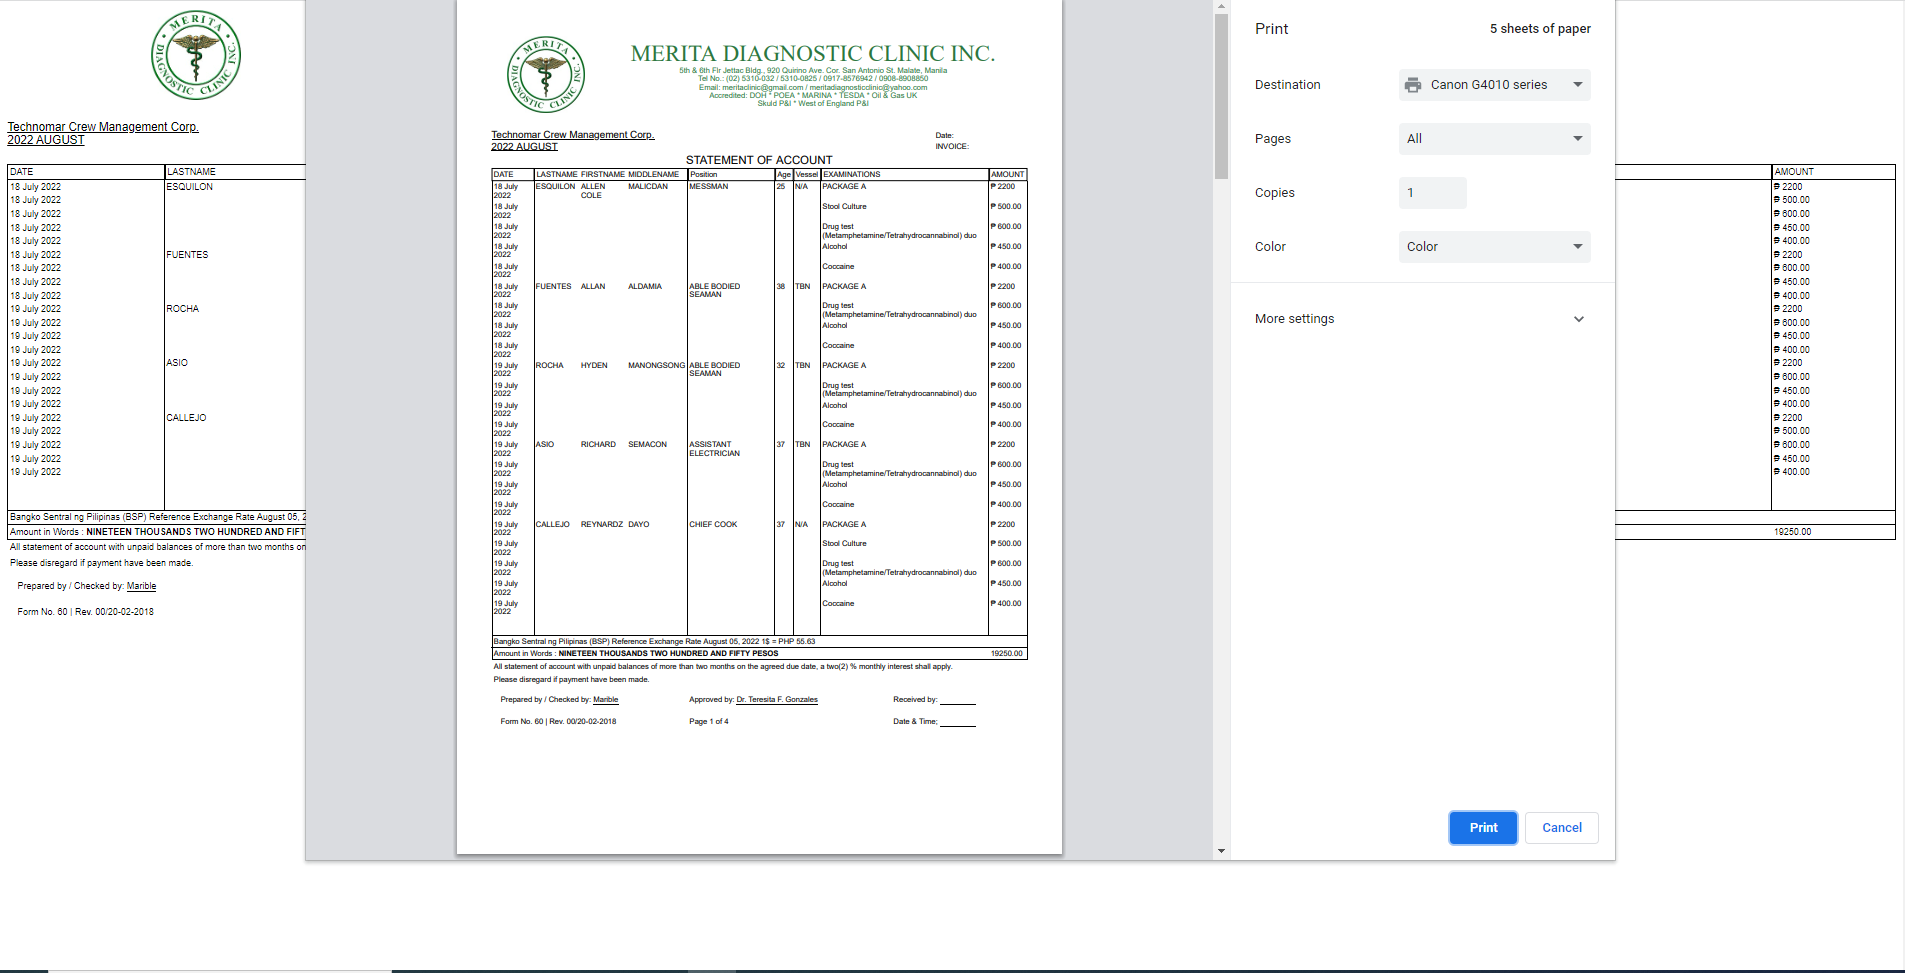 MERITA DIAGNOSTIC CLINIC INC.
Technomar Crew Management Corp.
2022 AUGUST
DATE LASTNAME
18 July 2022 ESQUILON
18 July 2022
18 July 2022
18 July 2022
18 July 2022
18 July 2022 FUENTES
18 July 2022
18 July 2022
18 July 2022
19 July 2022 ROCHA
19 July 2022
19 July 2022
19 July 2022
19 July 2022 ASIO
19 July 2022
19 July 2022
19 July 2022
19 July 2022 CALLEJO
19 July 2022
19 July 2022
19 July 2022
19 July 2022
Bangko Sentral ng Pilipinas (BSP) Reference Exchange Rate August 05, 2
Amount in Words : NINETEEN THOUSANDS TWO HUNDRED AND FIFT
All statement of account with unpaid balances of more than two months on
Please disregard if payment have been made.
Prepared by / Checked by: Marible
Form No. 60 | Rev. 00/20-02-2018
MERITA DIAGNOSTIC CLINIC INC.
MERITA DIAGNOSTIC CLINIC INC.
5th & 6th Flr Jettac Bldg., 920 Quirino Ave. Cor. San Antonio St. Malate, Manila
Tel No.: (02) 5310-032 / 5310-0825 / 0917-8576942 / 0908-8908850
Email: meritaclinic@gmail.com / meritadiagnosticclinic@yahoo.com
Accredited: DOH * POEA * MARINA * TESDA * Oil & Gas UK
Skuld P&I * West of England P&I
Technomar Crew Management Corp. Date:
2022 AUGUST INVOICE:
STATEMENT OF ACCOUNT
DATE LASTNAME FIRSTNAME MIDDLENAME Position Age Vessel EXAMINATIONS AMOUNT
18 July ESQUILON ALLEN MALICDAN MESSMAN 25 N/A PACKAGE A ₱ 2200
2022 COLE
18 July Stool Culture ₱ 500.00
2022
18 July Drug test ₱ 600.00
2022 (Metamphetamine/Tetrahydrocannabinol) duo
18 July Alcohol ₱ 450.00
2022
18 July Coccaine ₱ 400.00
2022
18 July FUENTES ALLAN ALDAMIA ABLE BODIED 38 TBN PACKAGE A ₱ 2200
2022 SEAMAN
18 July Drug test ₱ 600.00
2022 (Metamphetamine/Tetrahydrocannabinol) duo
18 July Alcohol ₱ 450.00
2022
18 July Coccaine ₱ 400.00
2022
19 July ROCHA HYDEN MANONGSONG ABLE BODIED 32 TBN PACKAGE A ₱ 2200
2022 SEAMAN
19 July Drug test ₱ 600.00
2022 (Metamphetamine/Tetrahydrocannabinol) duo
19 July Alcohol ₱ 450.00
2022
19 July Coccaine ₱ 400.00
2022
19 July ASIO RICHARD SEMACON ASSISTANT 37 TBN PACKAGE A ₱ 2200
2022 ELECTRICIAN
19 July Drug test ₱ 600.00
2022 (Metamphetamine/Tetrahydrocannabinol) duo
19 July Alcohol ₱ 450.00
2022
19 July Coccaine ₱ 400.00
2022
19 July CALLEJO REYNARDZ DAYO CHIEF COOK 37 N/A PACKAGE A ₱ 2200
2022
19 July Stool Culture ₱ 500.00
2022
19 July Drug test ₱ 600.00
2022 (Metamphetamine/Tetrahydrocannabinol) duo
19 July Alcohol ₱ 450.00
2022
19 July Coccaine ₱ 400.00
2022
Bangko Sentral ng Pilipinas (BSP) Reference Exchange Rate August 05, 2022 1$ = PHP 55.63
Amount in Words : NINETEEN THOUSANDS TWO HUNDRED AND FIFTY PESOS 19250.00
All statement of account with unpaid balances of more than two months on the agreed due date, a two(2) % monthly interest shall apply.
Please disregard if payment have been made.
Prepared by / Checked by: Marible Approved by: Dr. Teresita F. Gonzales Received by:
Form No. 60 | Rev. 00/20-02-2018 Page 1 of 4 Date & Time;
Print 5 sheets of paper
Destination Canon G4010 series
Pages All
Copies 1
Color Color
More settings
Print Cancel
AMOUNT
₱ 2200
₱ 500.00
₱ 600.00
₱ 450.00
₱ 400.00
₱ 2200
₱ 600.00
₱ 450.00
₱ 400.00
₱ 2200
₱ 600.00
₱ 450.00
₱ 400.00
₱ 2200
₱ 600.00
₱ 450.00
₱ 400.00
₱ 2200
₱ 500.00
₱ 600.00
₱ 450.00
₱ 400.00
19250.00